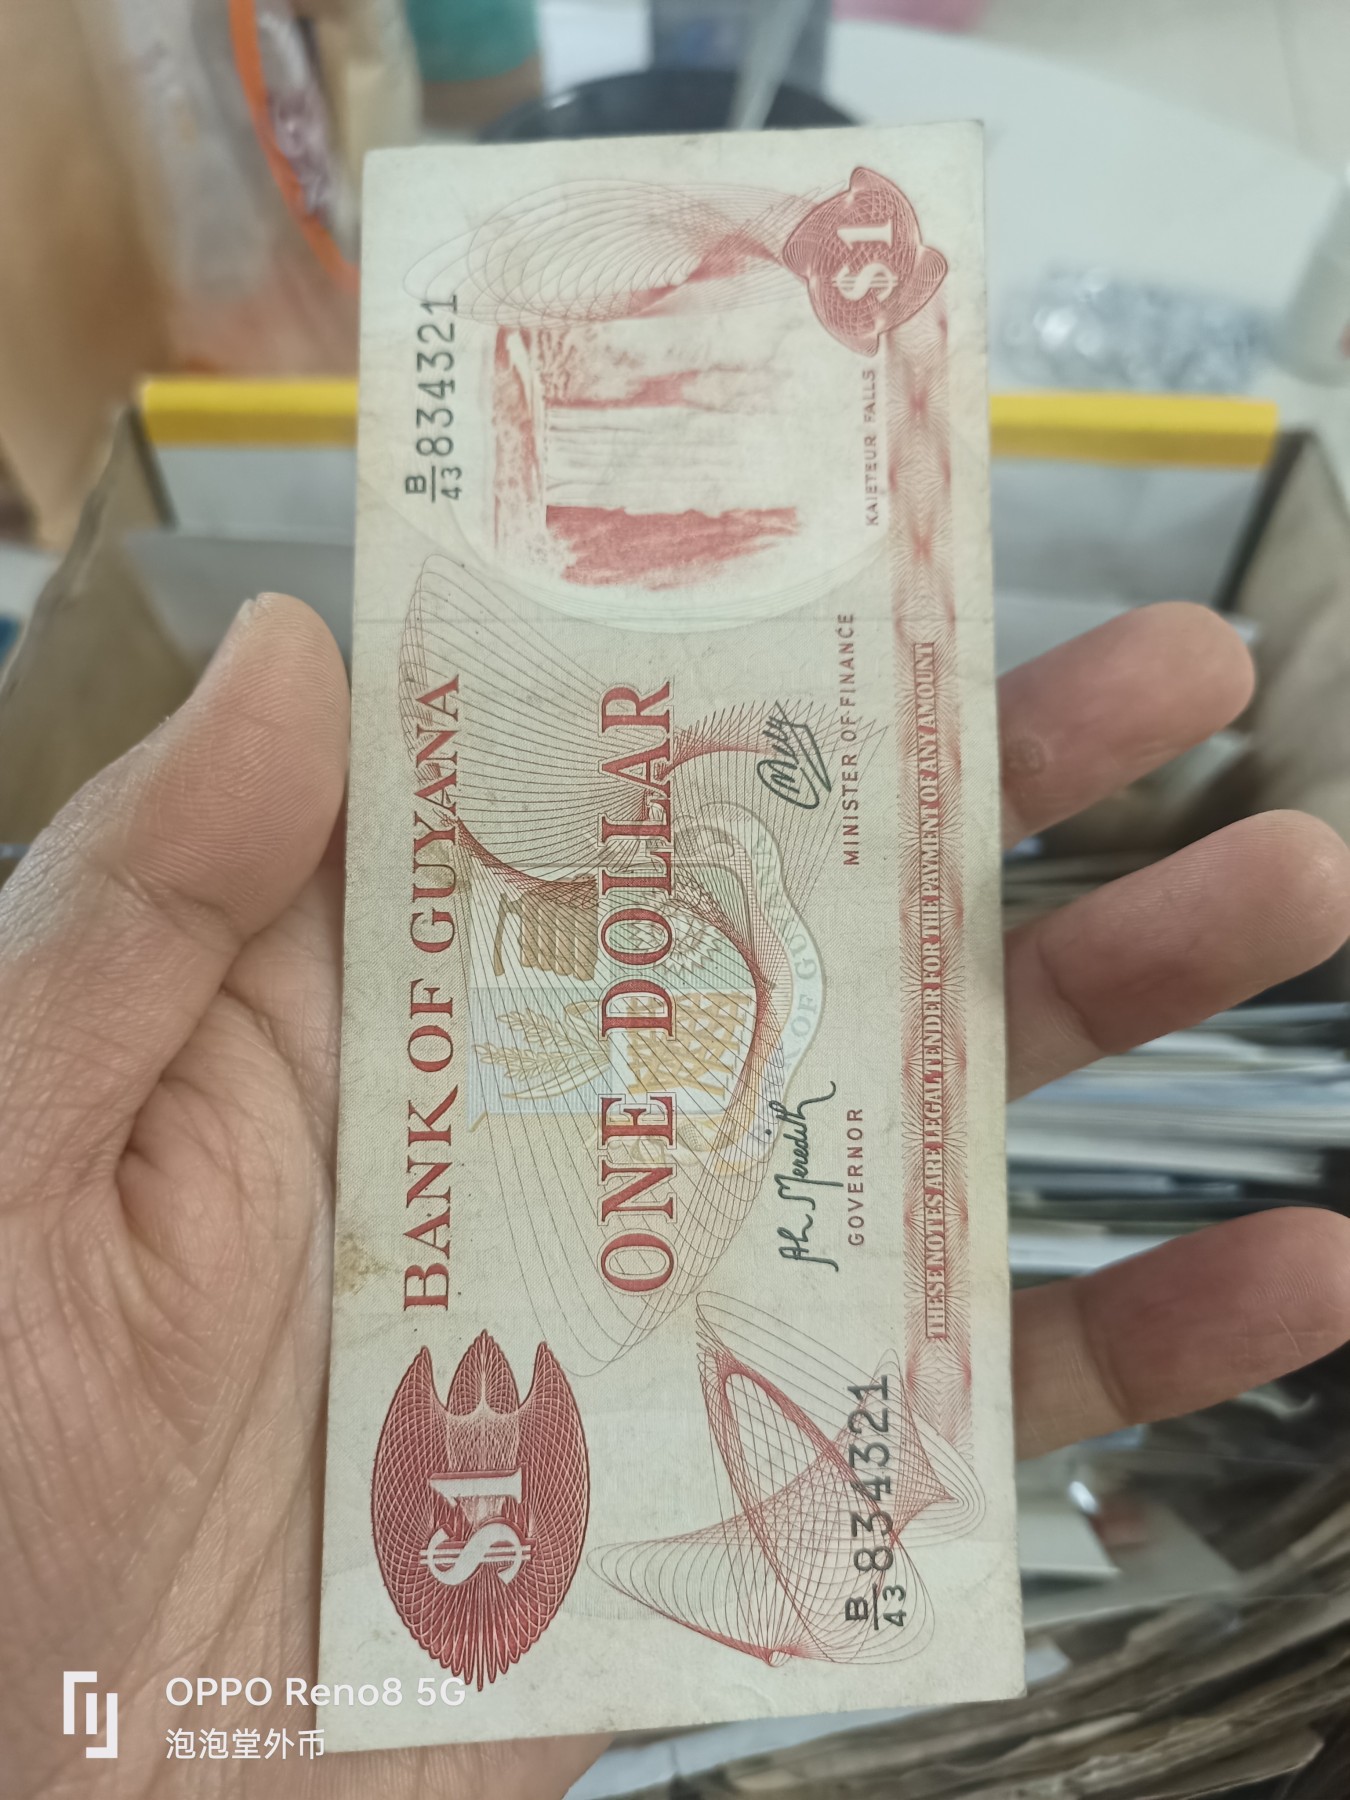 BANK OF GUYANA
B/43 834321
$1
ONE DOLLAR
KAIETEUR FALLS
$1
Meredith
GOVERNOR
MINISTER OF FINANCE
B/43 834321
THESE NOTES ARE LEGAL TENDER FOR THE PAYMENT OF ANY AMOUNT
OPPO Reno8 5G
泡泡堂外币